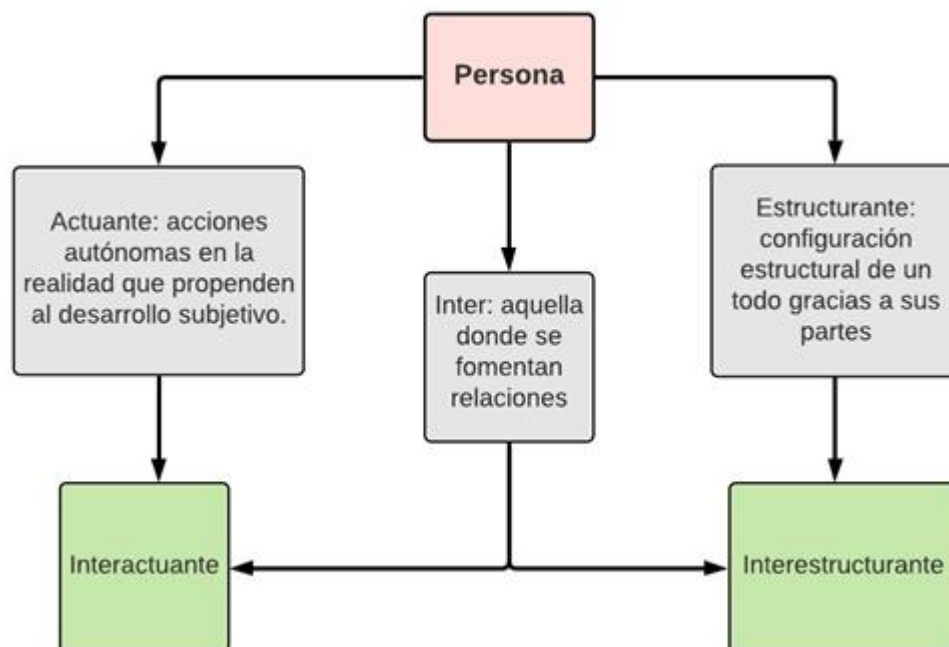 Persona
Actuante: acciones
autónomas en la
realidad que propenden
al desarrollo subjetivo.
Inter: aquella
donde se
fomentan
relaciones
Estructurante:
configuración
estructural de un
todo gracias a sus
partes
Interactuante
Interestructurante